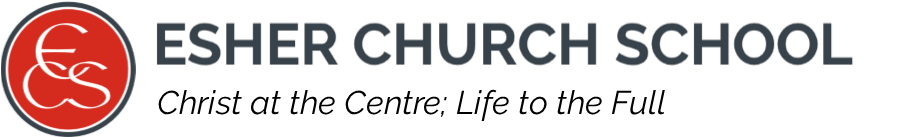 ECS
ESHER CHURCH SCHOOL
Christ at the Centre; Life to the Full